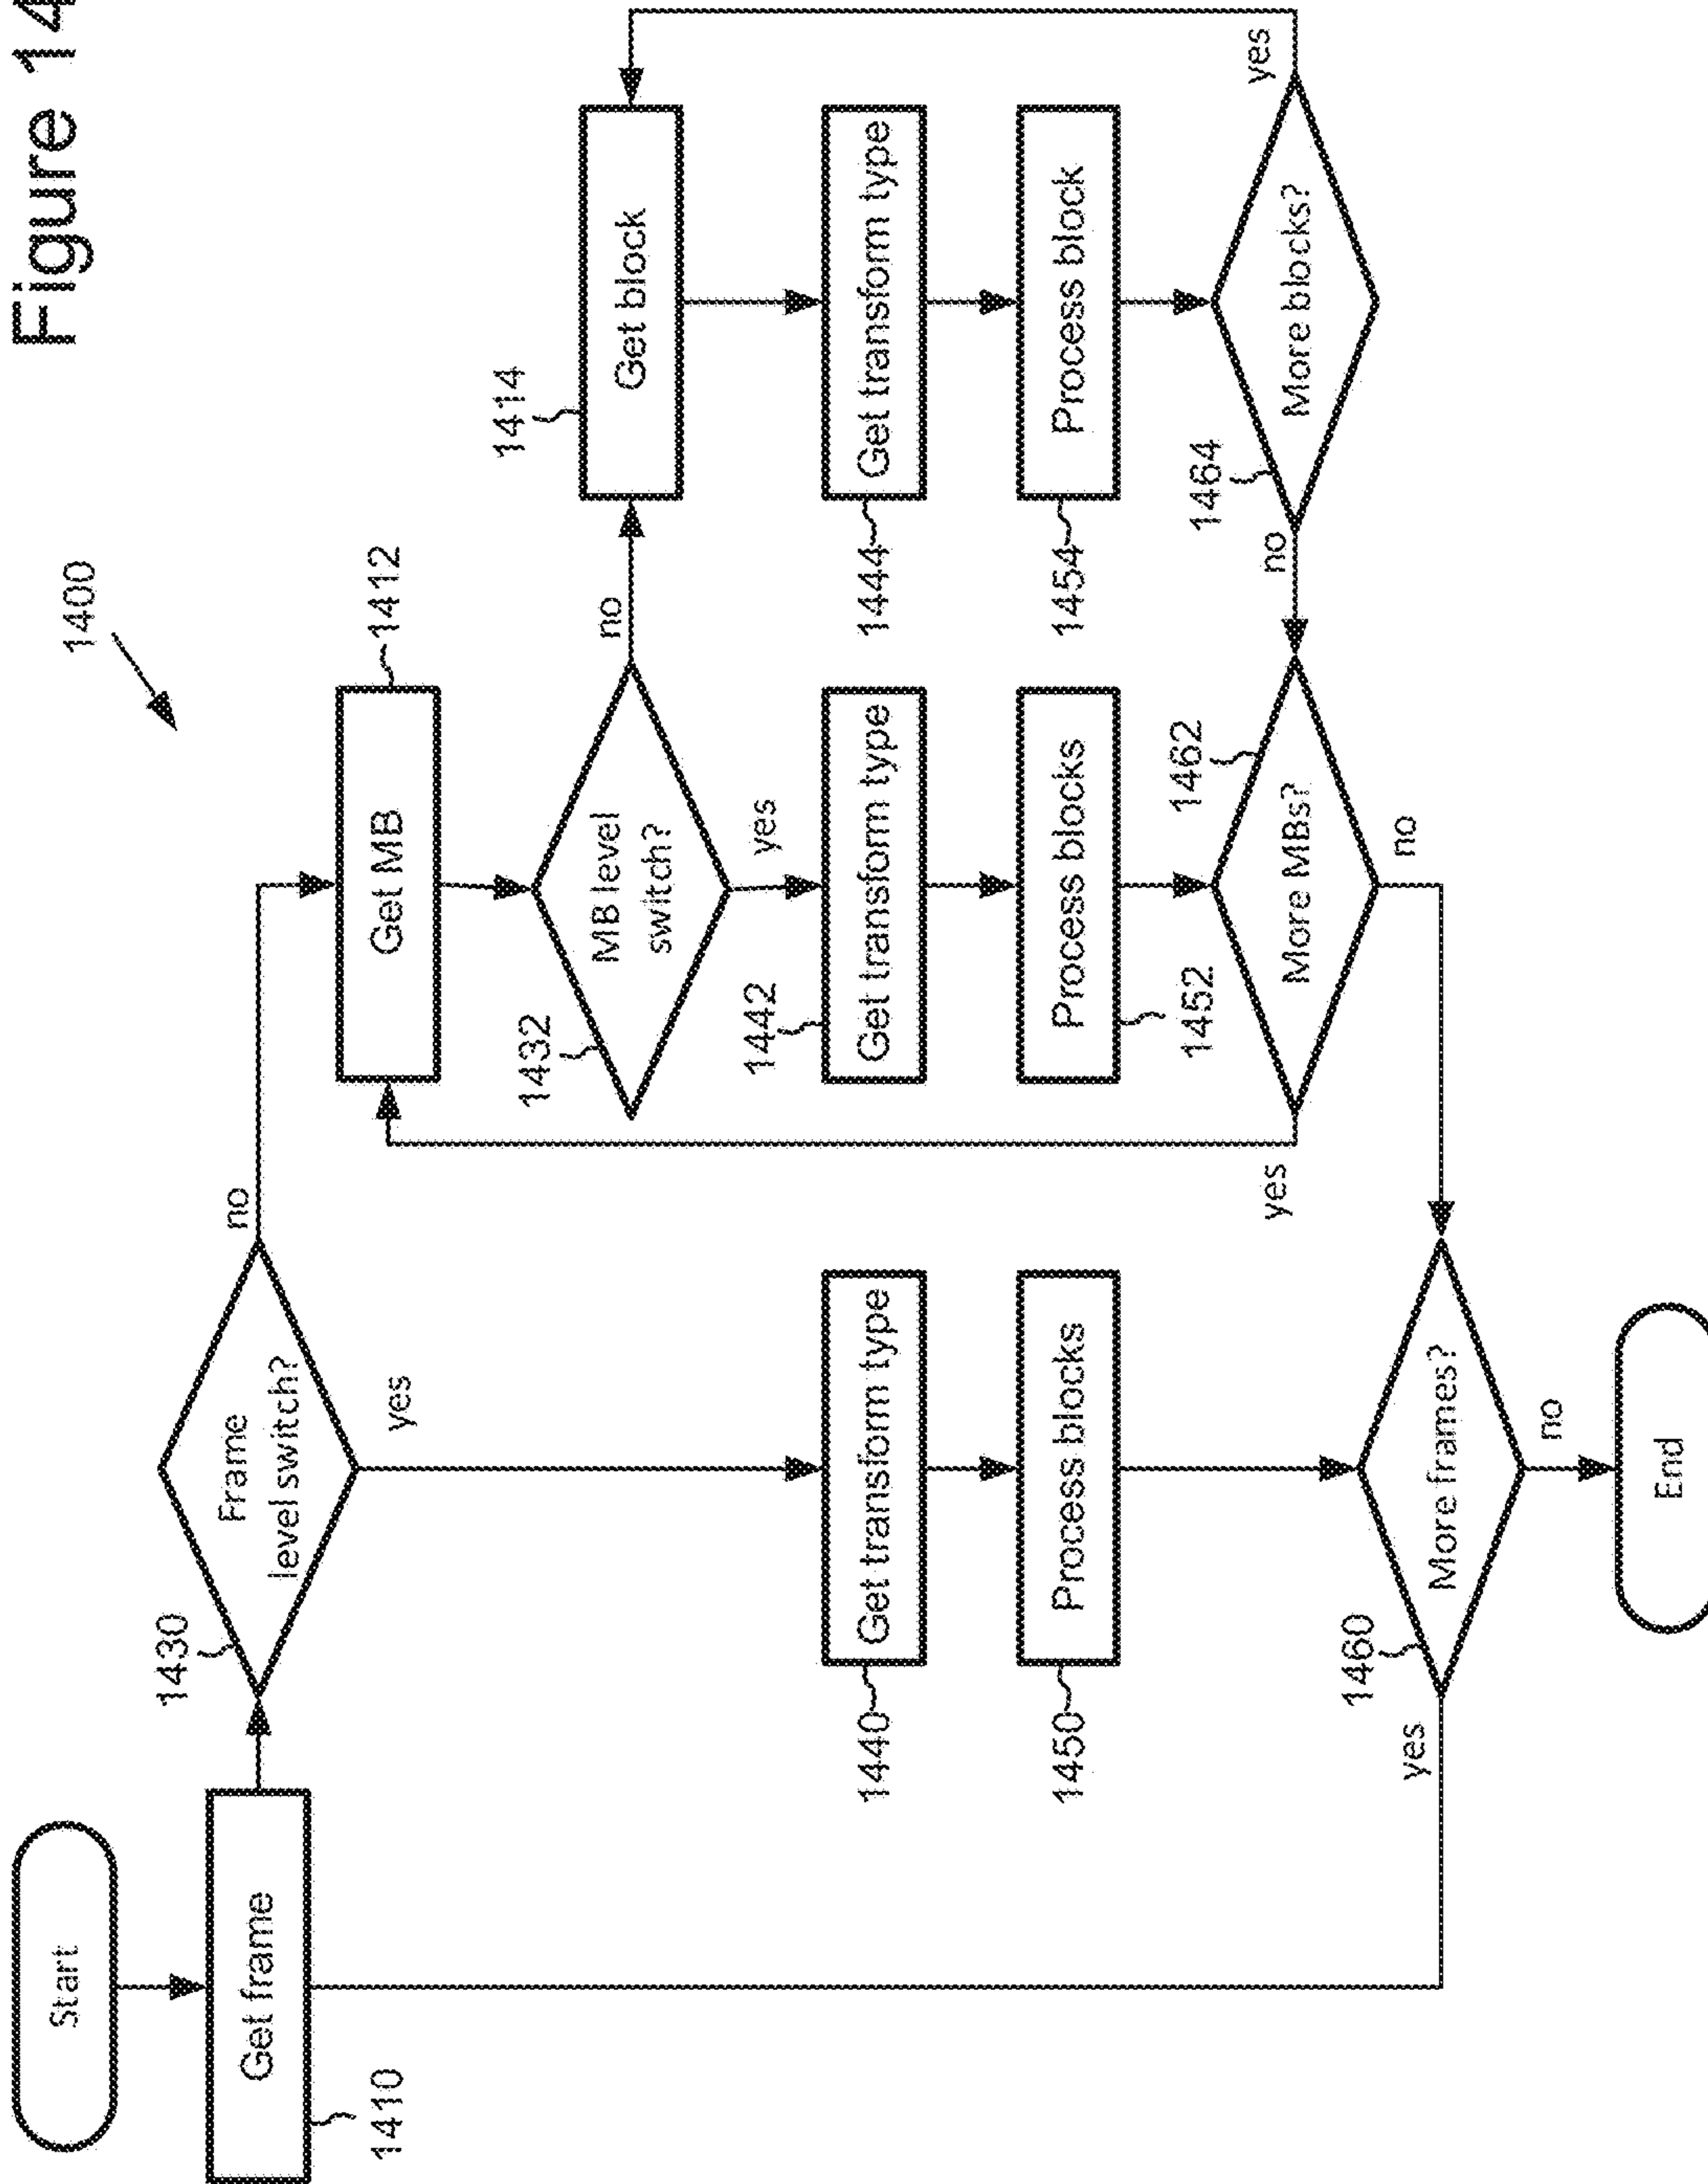 Figure 14
1400
Start
Get frame
1410
1430
Frame
level switch?
no
yes
Get MB
1412
1432
MB level
switch?
no
yes
1414
Get block
1440
Get transform type
1442
Get transform type
1444
Get transform type
1450
Process blocks
1452
Process blocks
1454
Process block
1464
More blocks?
yes
no
1462
More MBs?
yes
no
1460
More frames?
yes
no
End